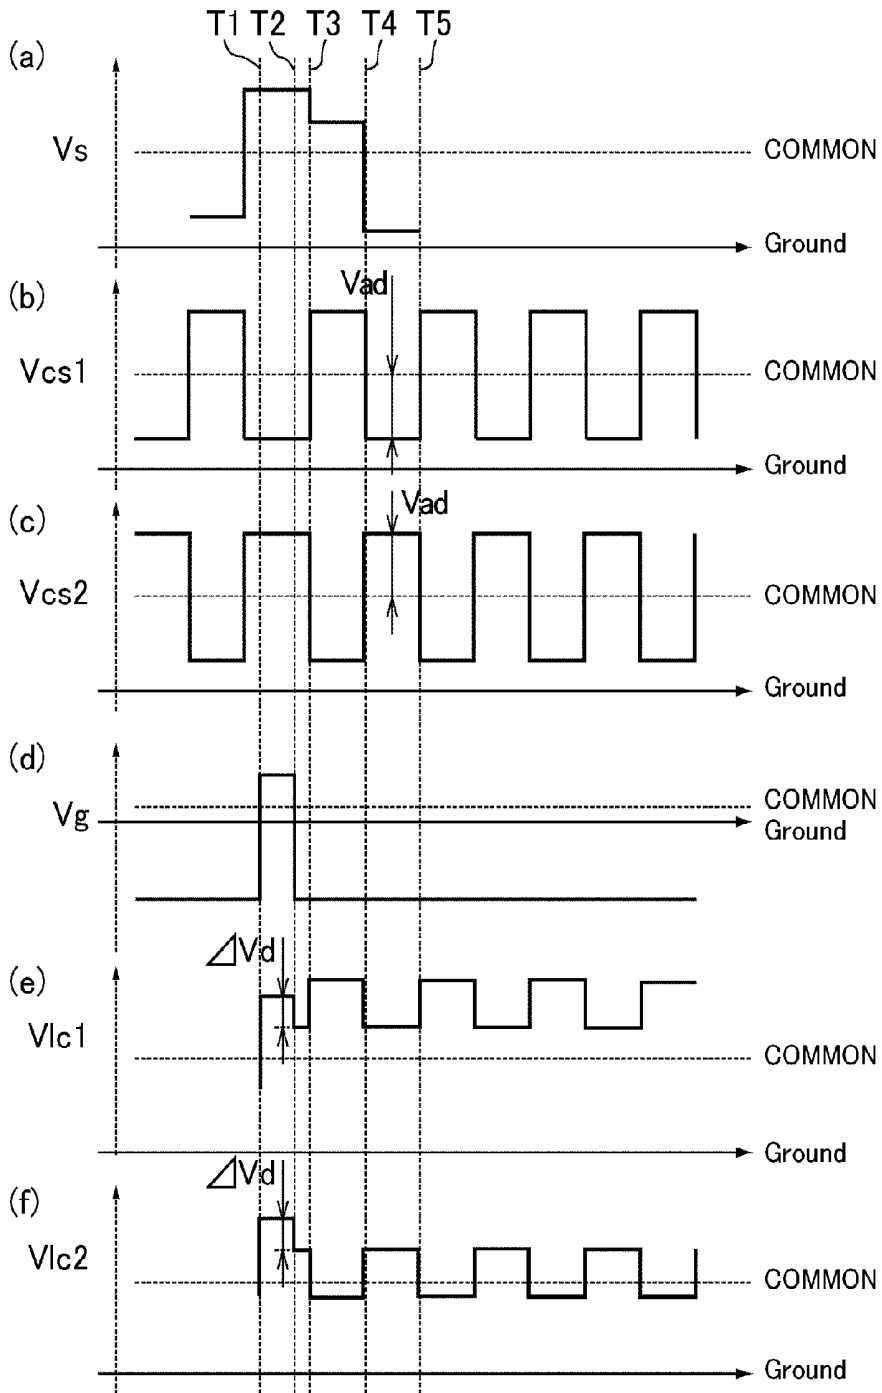 T1 T2 T3 T4 T5
(a)
Vs
COMMON
Ground
(b)
Vad
Vcs1
COMMON
Ground
(c)
Vad
Vcs2
COMMON
Ground
(d)
Vg
COMMON
Ground
⊿Vd
(e)
Vlc1
COMMON
Ground
⊿Vd
(f)
Vlc2
COMMON
Ground